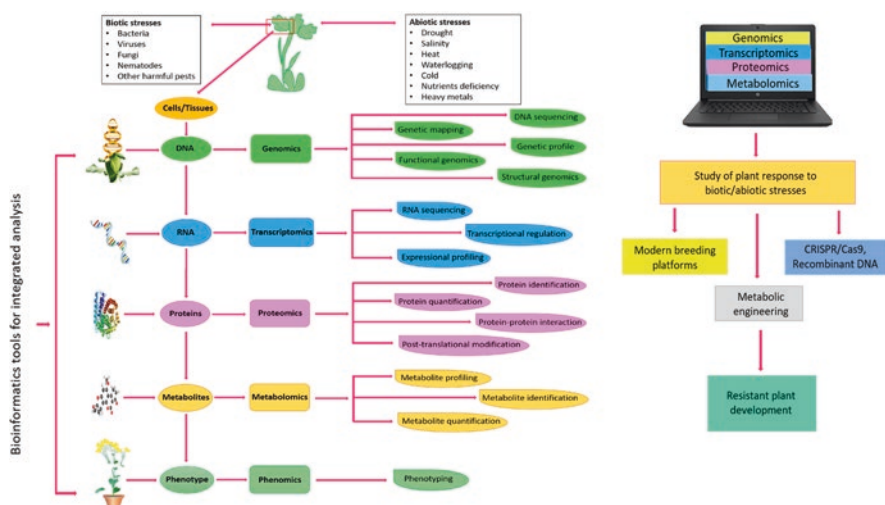 Biotic stresses
• Bacteria
• Viruses
• Fungi
• Nematodes
• Other harmful pests
Abiotic stresses
• Drought
• Salinity
• Heat
• Waterlogging
• Cold
• Nutrients deficiency
• Heavy metals
Cells/Tissues
Bioinformatics tools for integrated analysis
DNA
Genomics
DNA sequencing
Genetic mapping
Genetic profile
Functional genomics
Structural genomics
RNA
Transcriptomics
RNA sequencing
Transcriptional regulation
Expressional profiling
Proteins
Proteomics
Protein identification
Protein quantification
Protein-protein interaction
Post-translational modification
Metabolites
Metabolomics
Metabolite profiling
Metabolite identification
Metabolite quantification
Phenotype
Phenomics
Phenotyping
Genomics
Transcriptomics
Proteomics
Metabolomics
Study of plant response to
biotic/abiotic stresses
Modern breeding
platforms
CRISPR/Cas9,
Recombinant DNA
Metabolic
engineering
Resistant plant
development